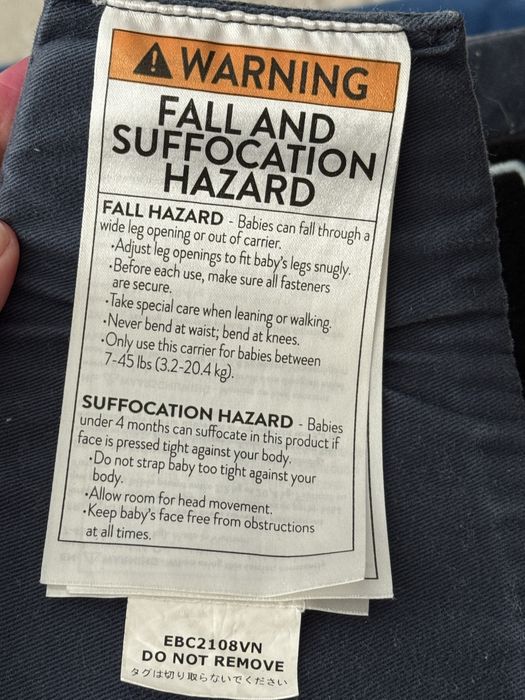 WARNING
FALL AND
SUFFOCATION
HAZARD
FALL HAZARD - Babies can fall through a
wide leg opening or out of carrier.
•Adjust leg openings to fit baby's legs snugly.
•Before each use, make sure all fasteners
are secure.
•Take special care when leaning or walking.
•Never bend at waist; bend at knees.
•Only use this carrier for babies between
7-45 lbs (3.2-20.4 kg).
SUFFOCATION HAZARD - Babies
under 4 months can suffocate in this product if
face is pressed tight against your body.
•Do not strap baby too tight against your
body.
•Allow room for head movement.
•Keep baby's face free from obstructions
at all times.
EBC2108VN
DO NOT REMOVE
タグは切り取らないでください